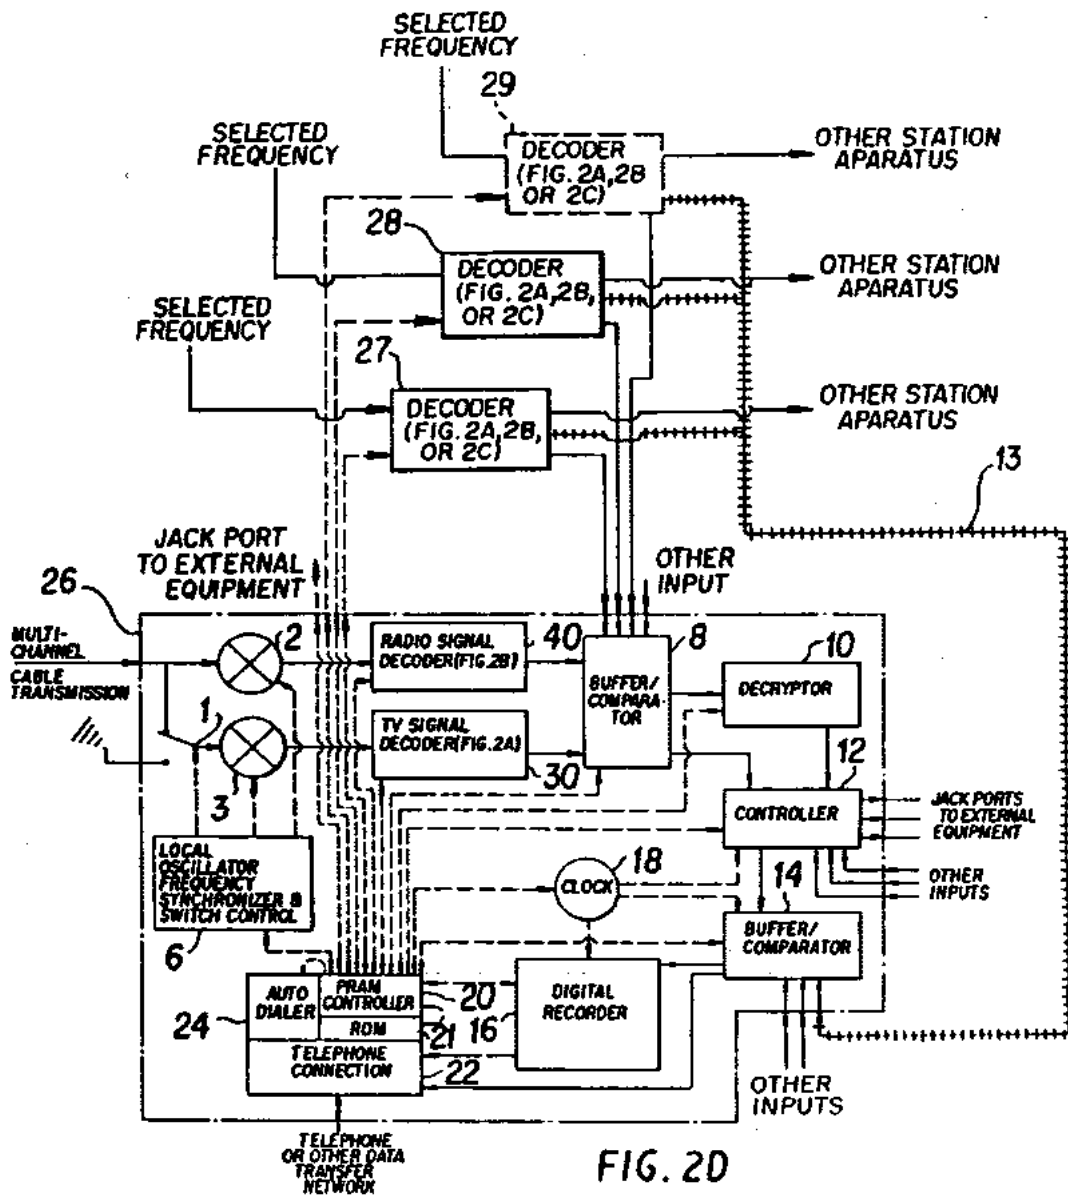 SELECTED
FREQUENCY
29
DECODER
(FIG. 2A, 2B
OR 2C)
OTHER STATION
APPARATUS
SELECTED
FREQUENCY
28
DECODER
(FIG. 2A, 2B,
OR 2C)
OTHER STATION
APPARATUS
SELECTED
FREQUENCY
27
DECODER
(FIG. 2A, 2B,
OR 2C)
OTHER STATION
APPARATUS
13
JACK PORT
TO EXTERNAL
EQUIPMENT
OTHER
INPUT
26
MULTI-
CHANNEL
CABLE
TRANSMISSION
2
RADIO SIGNAL
DECODER (FIG. 2B)
40
8
BUFFER/
COMPARA-
TOR
10
DECRYPTOR
1
3
TV SIGNAL
DECODER (FIG. 2A)
30
12
CONTROLLER
JACK PORTS
TO EXTERNAL
EQUIPMENT
LOCAL
OSCILLATOR
FREQUENCY
SYNCHRONIZER &
SWITCH CONTROL
6
CLOCK
18
OTHER
INPUTS
14
BUFFER/
COMPARATOR
AUTO
DIALER
24
PRAM
CONTROLLER
20
ROM
21
TELEPHONE
CONNECTION
22
16
DIGITAL
RECORDER
OTHER
INPUTS
TELEPHONE
OR OTHER DATA
TRANSFER
NETWORK
FIG. 2D